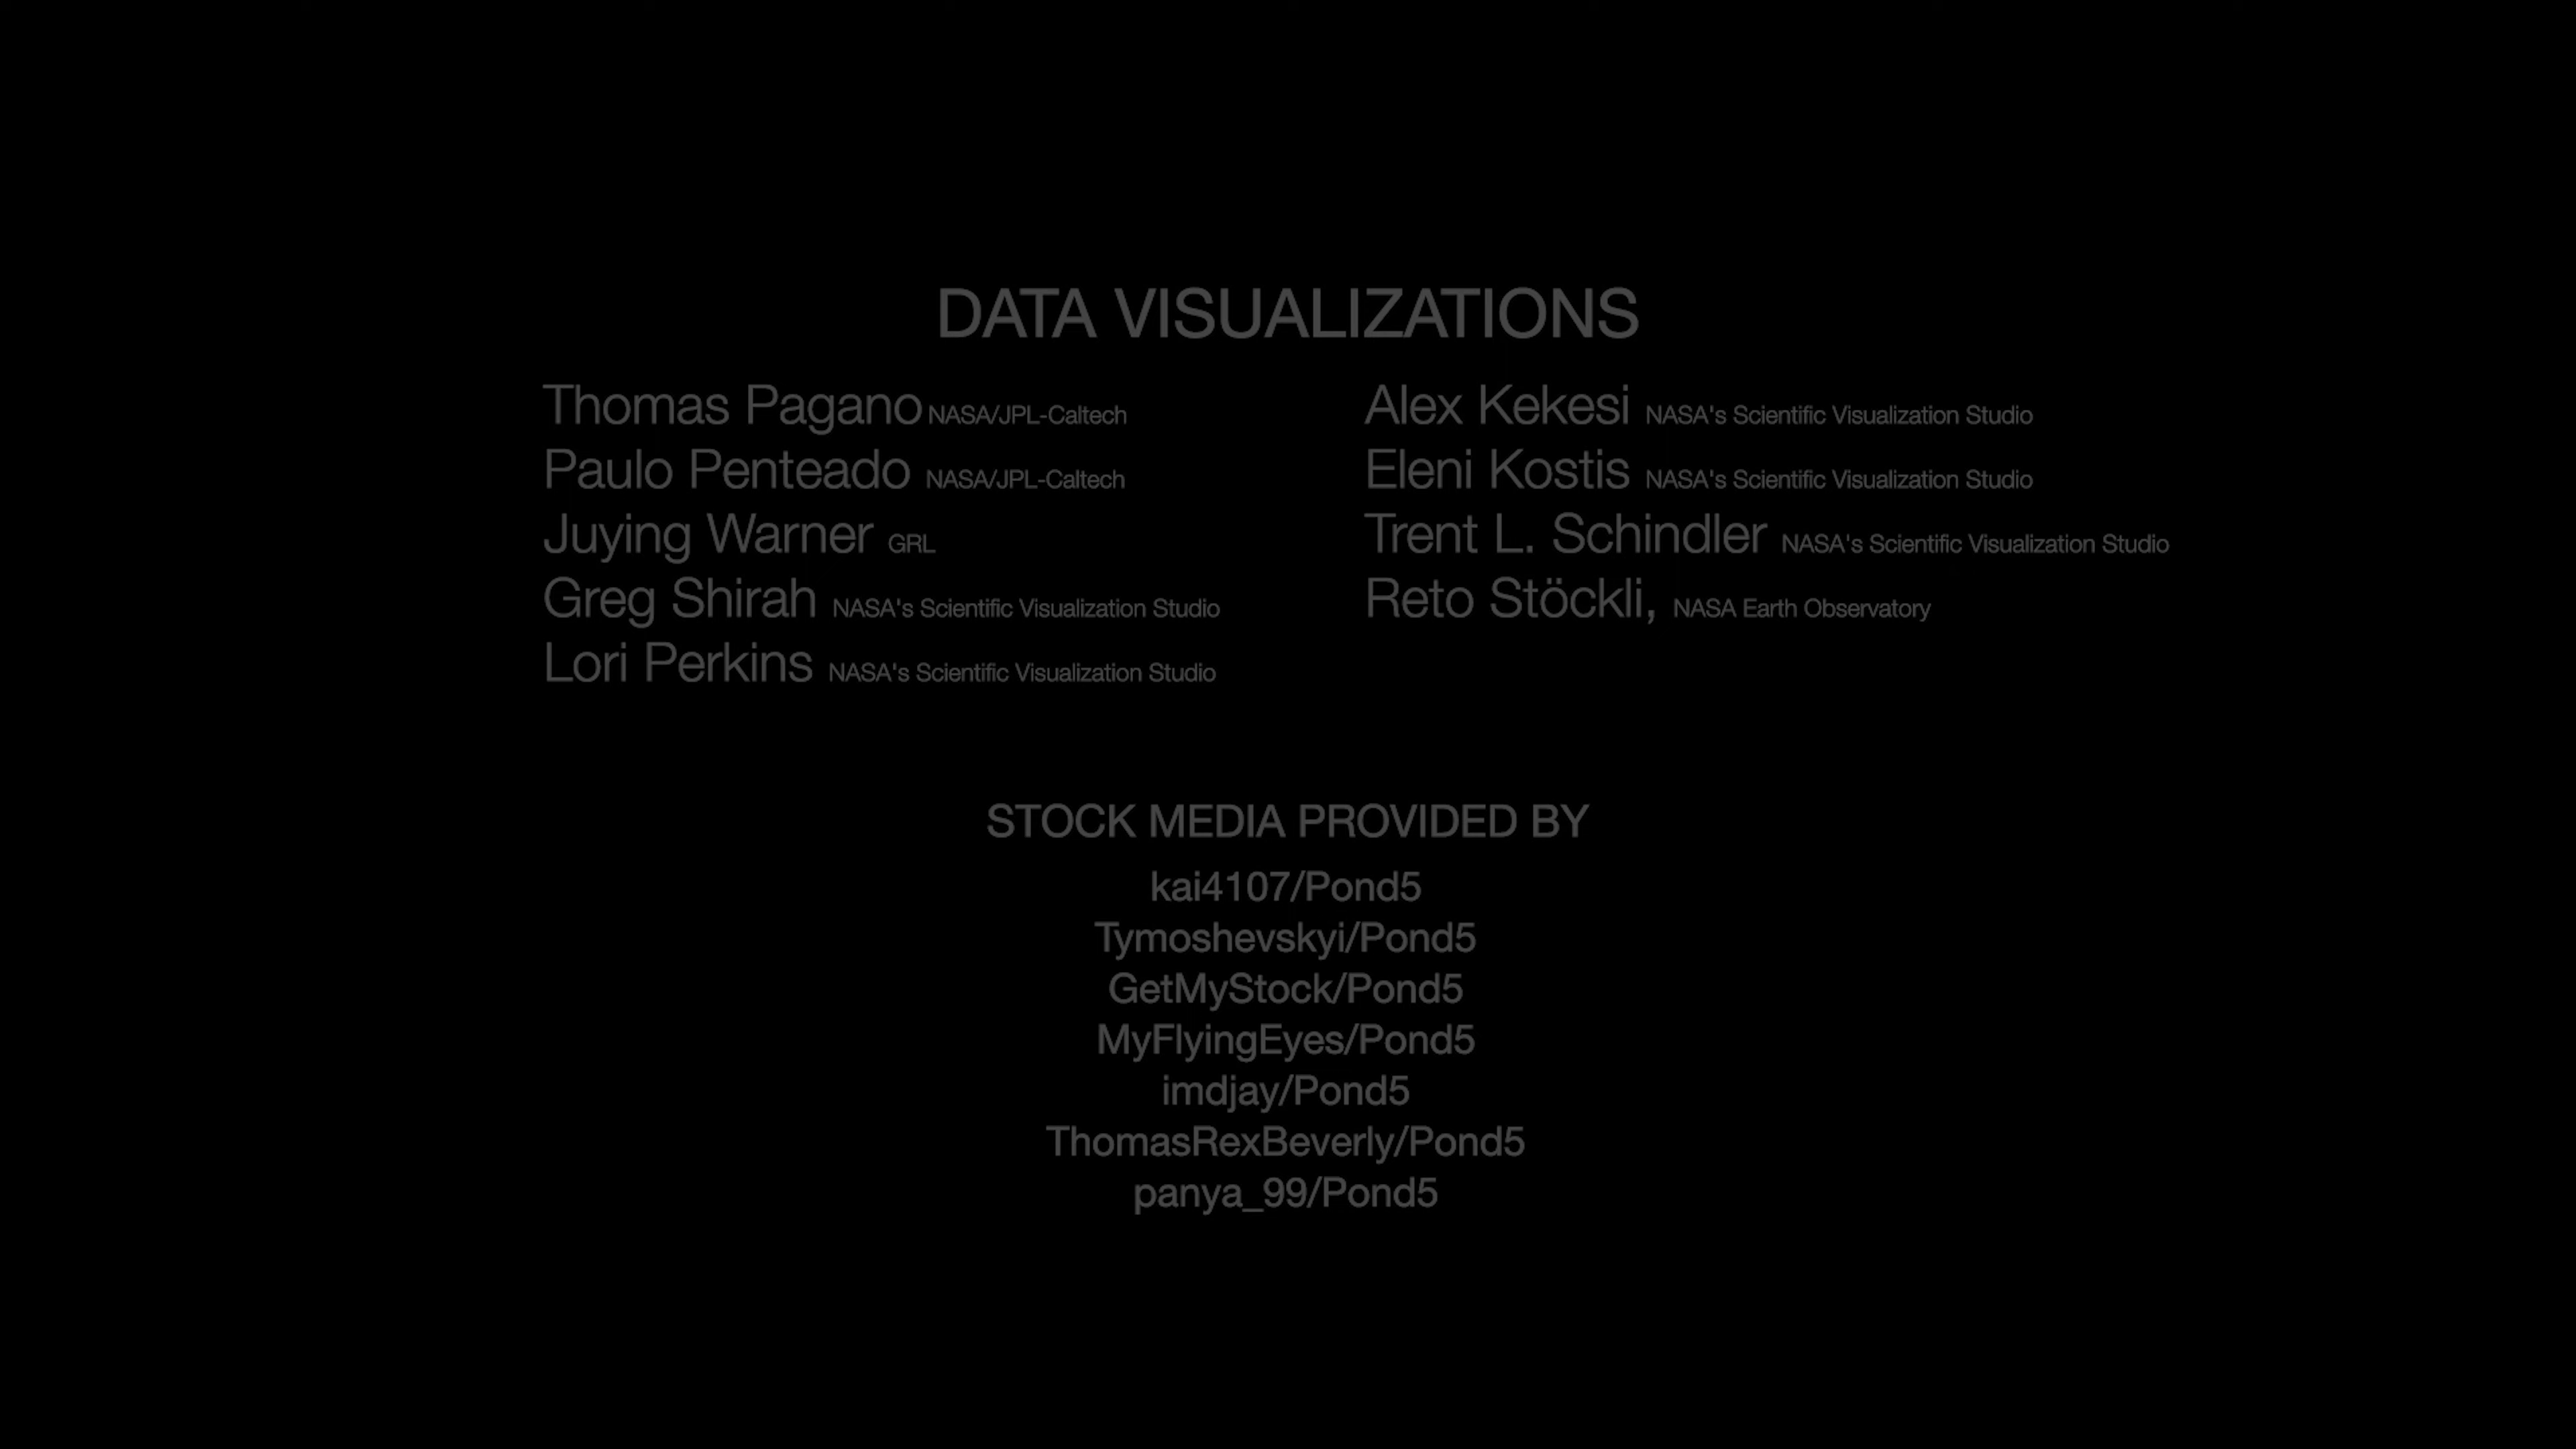 DATA VISUALIZATIONS
Thomas Pagano NASA/JPL-Caltech
Paulo Penteado NASA/JPL-Caltech
Juying Warner GRL
Greg Shirah NASA's Scientific Visualization Studio
Lori Perkins NASA's Scientific Visualization Studio
Alex Kekesi NASA's Scientific Visualization Studio
Eleni Kostis NASA's Scientific Visualization Studio
Trent L. Schindler NASA's Scientific Visualization Studio
Reto Stöckli, NASA Earth Observatory
STOCK MEDIA PROVIDED BY
kai4107/Pond5
Tymoshevskyi/Pond5
GetMyStock/Pond5
MyFlyingEyes/Pond5
imdjay/Pond5
ThomasRexBeverly/Pond5
panya_99/Pond5